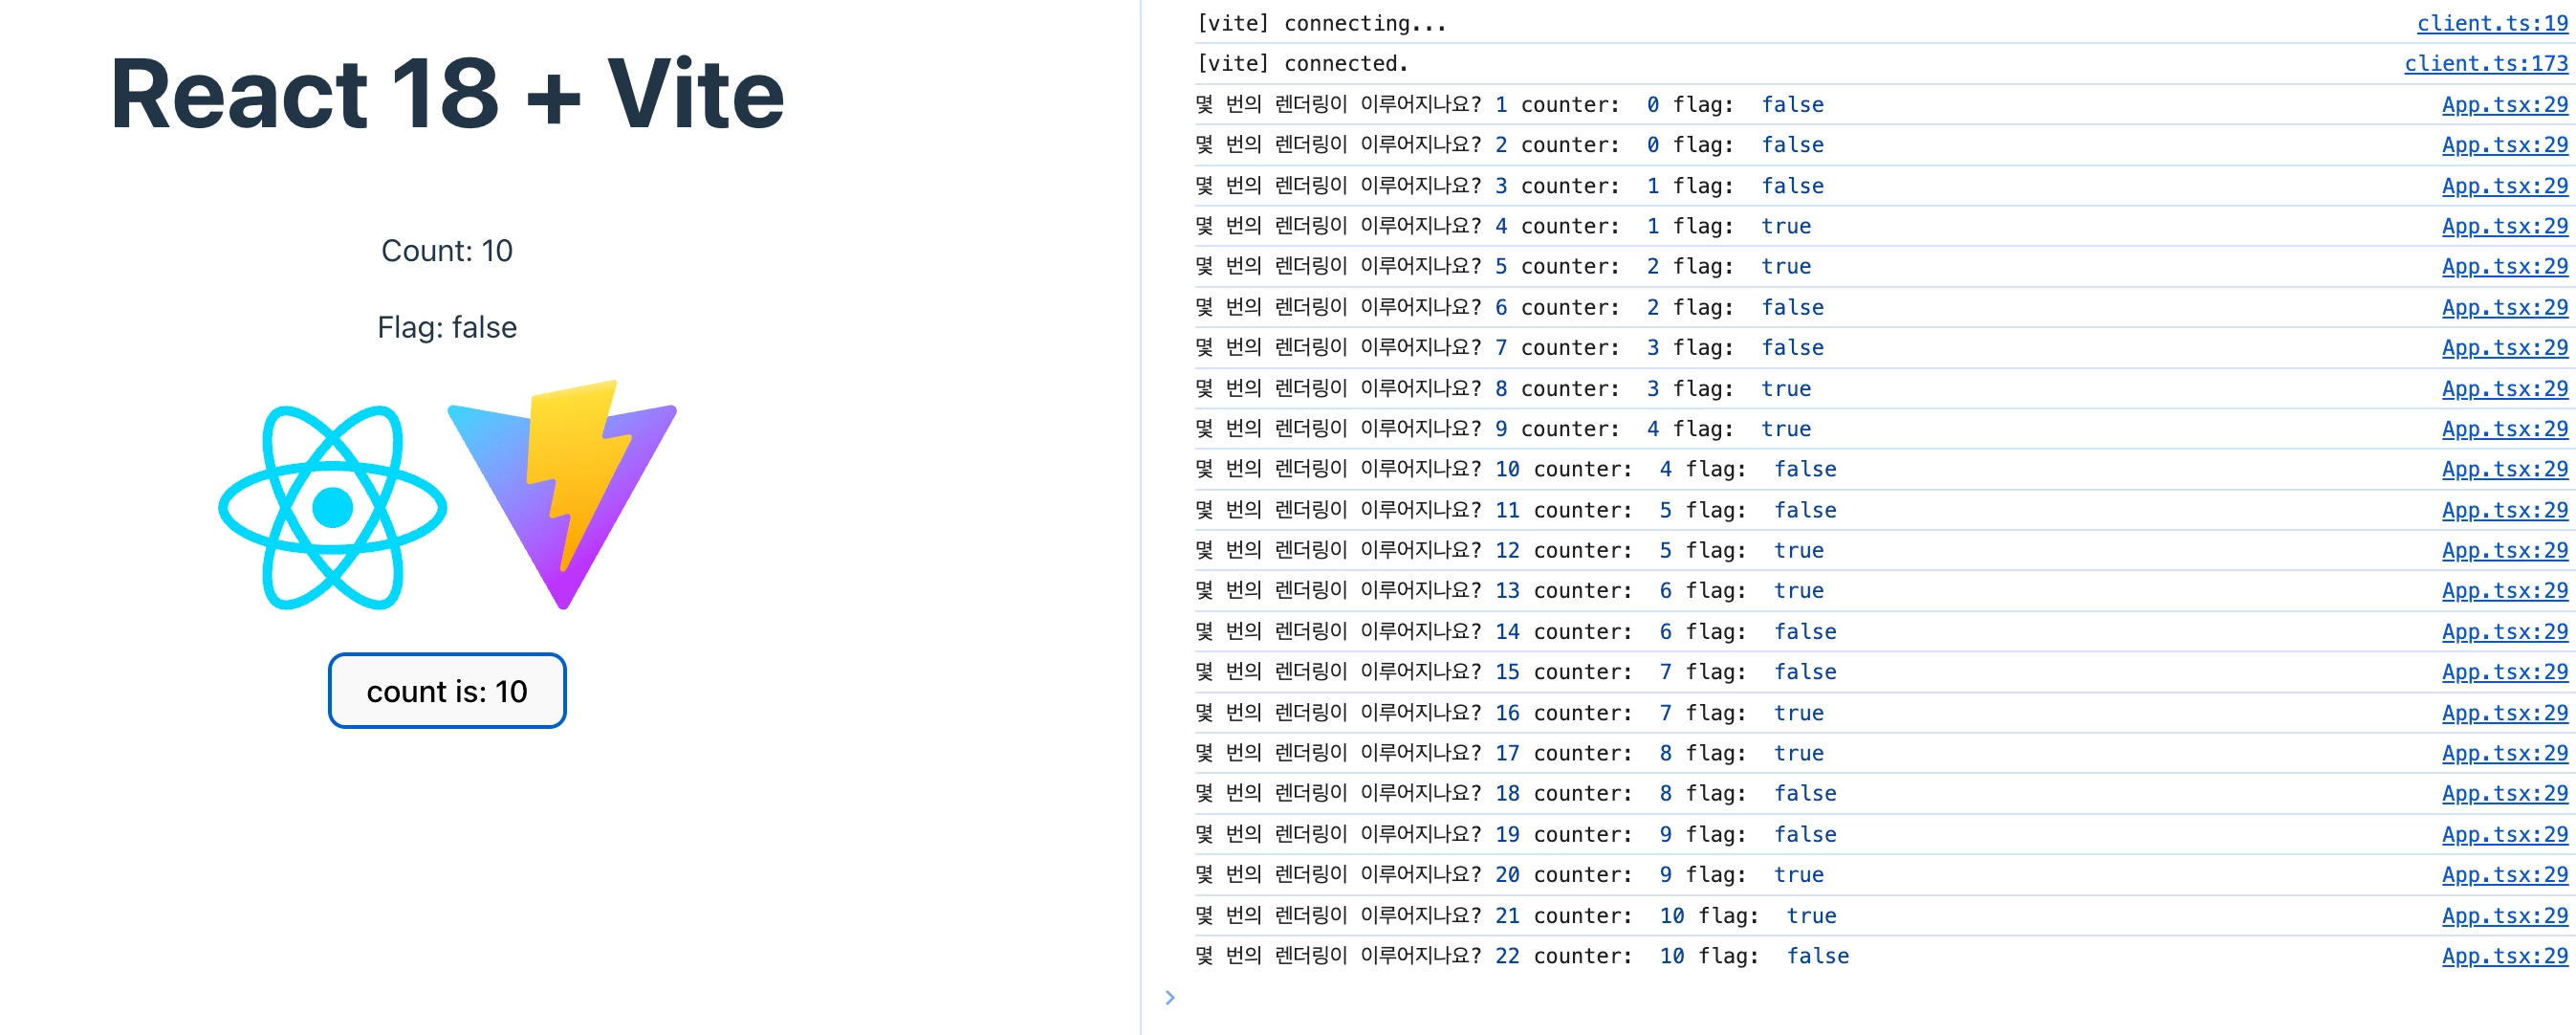 React 18 + Vite
Count: 10
Flag: false
count is: 10
[vite] connecting... client.ts:19
[vite] connected. client.ts:173
몇 번의 렌더링이 이루어지나요? 1 counter: 0 flag: false App.tsx:29
몇 번의 렌더링이 이루어지나요? 2 counter: 0 flag: false App.tsx:29
몇 번의 렌더링이 이루어지나요? 3 counter: 1 flag: false App.tsx:29
몇 번의 렌더링이 이루어지나요? 4 counter: 1 flag: true App.tsx:29
몇 번의 렌더링이 이루어지나요? 5 counter: 2 flag: true App.tsx:29
몇 번의 렌더링이 이루어지나요? 6 counter: 2 flag: false App.tsx:29
몇 번의 렌더링이 이루어지나요? 7 counter: 3 flag: false App.tsx:29
몇 번의 렌더링이 이루어지나요? 8 counter: 3 flag: true App.tsx:29
몇 번의 렌더링이 이루어지나요? 9 counter: 4 flag: true App.tsx:29
몇 번의 렌더링이 이루어지나요? 10 counter: 4 flag: false App.tsx:29
몇 번의 렌더링이 이루어지나요? 11 counter: 5 flag: false App.tsx:29
몇 번의 렌더링이 이루어지나요? 12 counter: 5 flag: true App.tsx:29
몇 번의 렌더링이 이루어지나요? 13 counter: 6 flag: true App.tsx:29
몇 번의 렌더링이 이루어지나요? 14 counter: 6 flag: false App.tsx:29
몇 번의 렌더링이 이루어지나요? 15 counter: 7 flag: false App.tsx:29
몇 번의 렌더링이 이루어지나요? 16 counter: 7 flag: true App.tsx:29
몇 번의 렌더링이 이루어지나요? 17 counter: 8 flag: true App.tsx:29
몇 번의 렌더링이 이루어지나요? 18 counter: 8 flag: false App.tsx:29
몇 번의 렌더링이 이루어지나요? 19 counter: 9 flag: false App.tsx:29
몇 번의 렌더링이 이루어지나요? 20 counter: 9 flag: true App.tsx:29
몇 번의 렌더링이 이루어지나요? 21 counter: 10 flag: true App.tsx:29
몇 번의 렌더링이 이루어지나요? 22 counter: 10 flag: false App.tsx:29